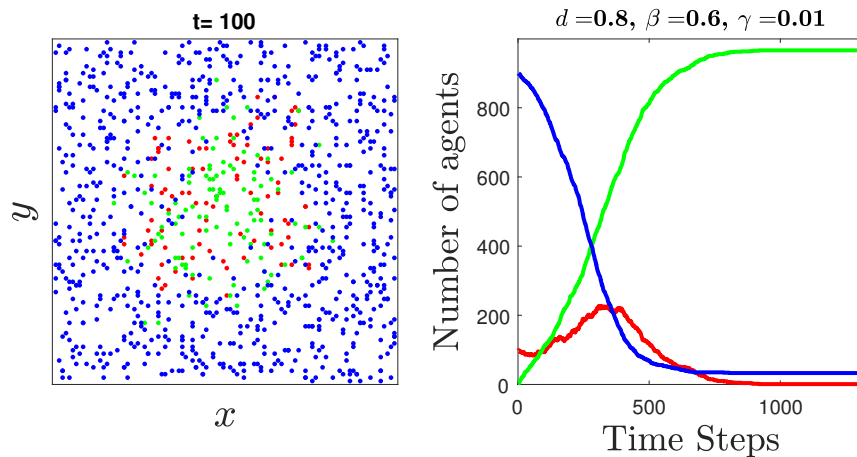 t= 100
y
x
d =0.8, β =0.6, γ =0.01
Number of agents
800
600
400
200
0
0 500 1000
Time Steps